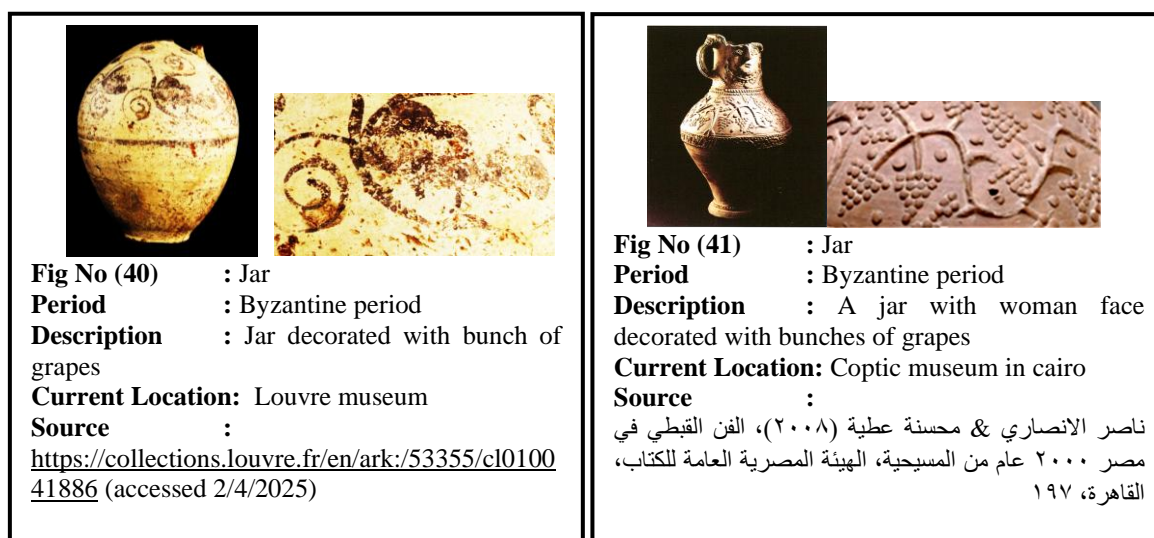 Fig No (40) : Jar
Period : Byzantine period
Description : Jar decorated with bunch of
grapes
Current Location: Louvre museum
Source :
https://collections.louvre.fr/en/ark:/53355/cl0100
41886 (accessed 2/4/2025)
Fig No (41) : Jar
Period : Byzantine period
Description : A jar with woman face
decorated with bunches of grapes
Current Location: Coptic museum in cairo
Source :
ناصر الانصاري & محسنة عطية (٢٠٠٨)، الفن القبطي في
مصر ٢٠٠٠ عام من المسيحية، الهيئة المصرية العامة للكتاب،
القاهرة، ١٩٧